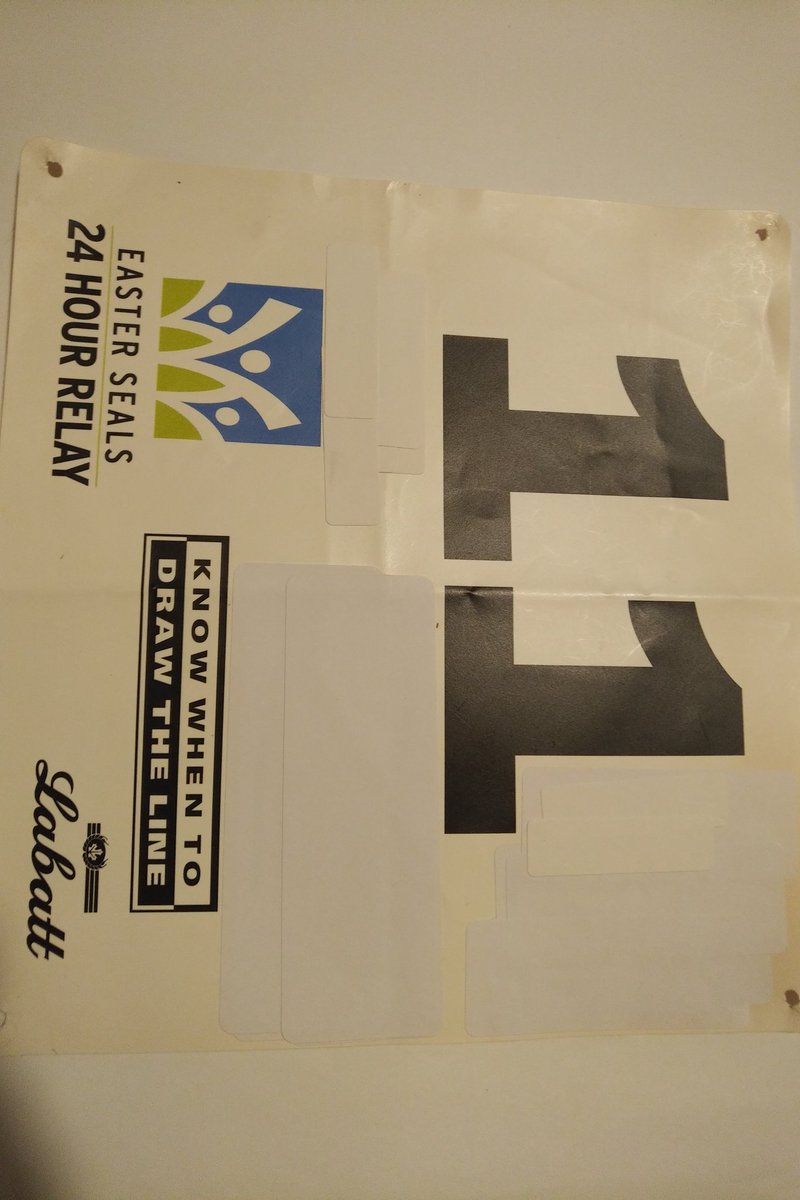 11
KNOW WHEN TO
DRAW THE LINE
EASTER SEALS
24 HOUR RELAY
Labatt